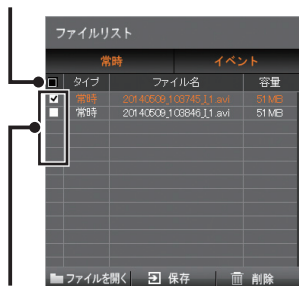 ファイルリスト
常時 イベント
タイプ ファイル名 容量
常時 20140509_103745_I_1.avi 51MB
常時 20140509_103846_I_1.avi 51MB
ファイルを開く 保存 削除